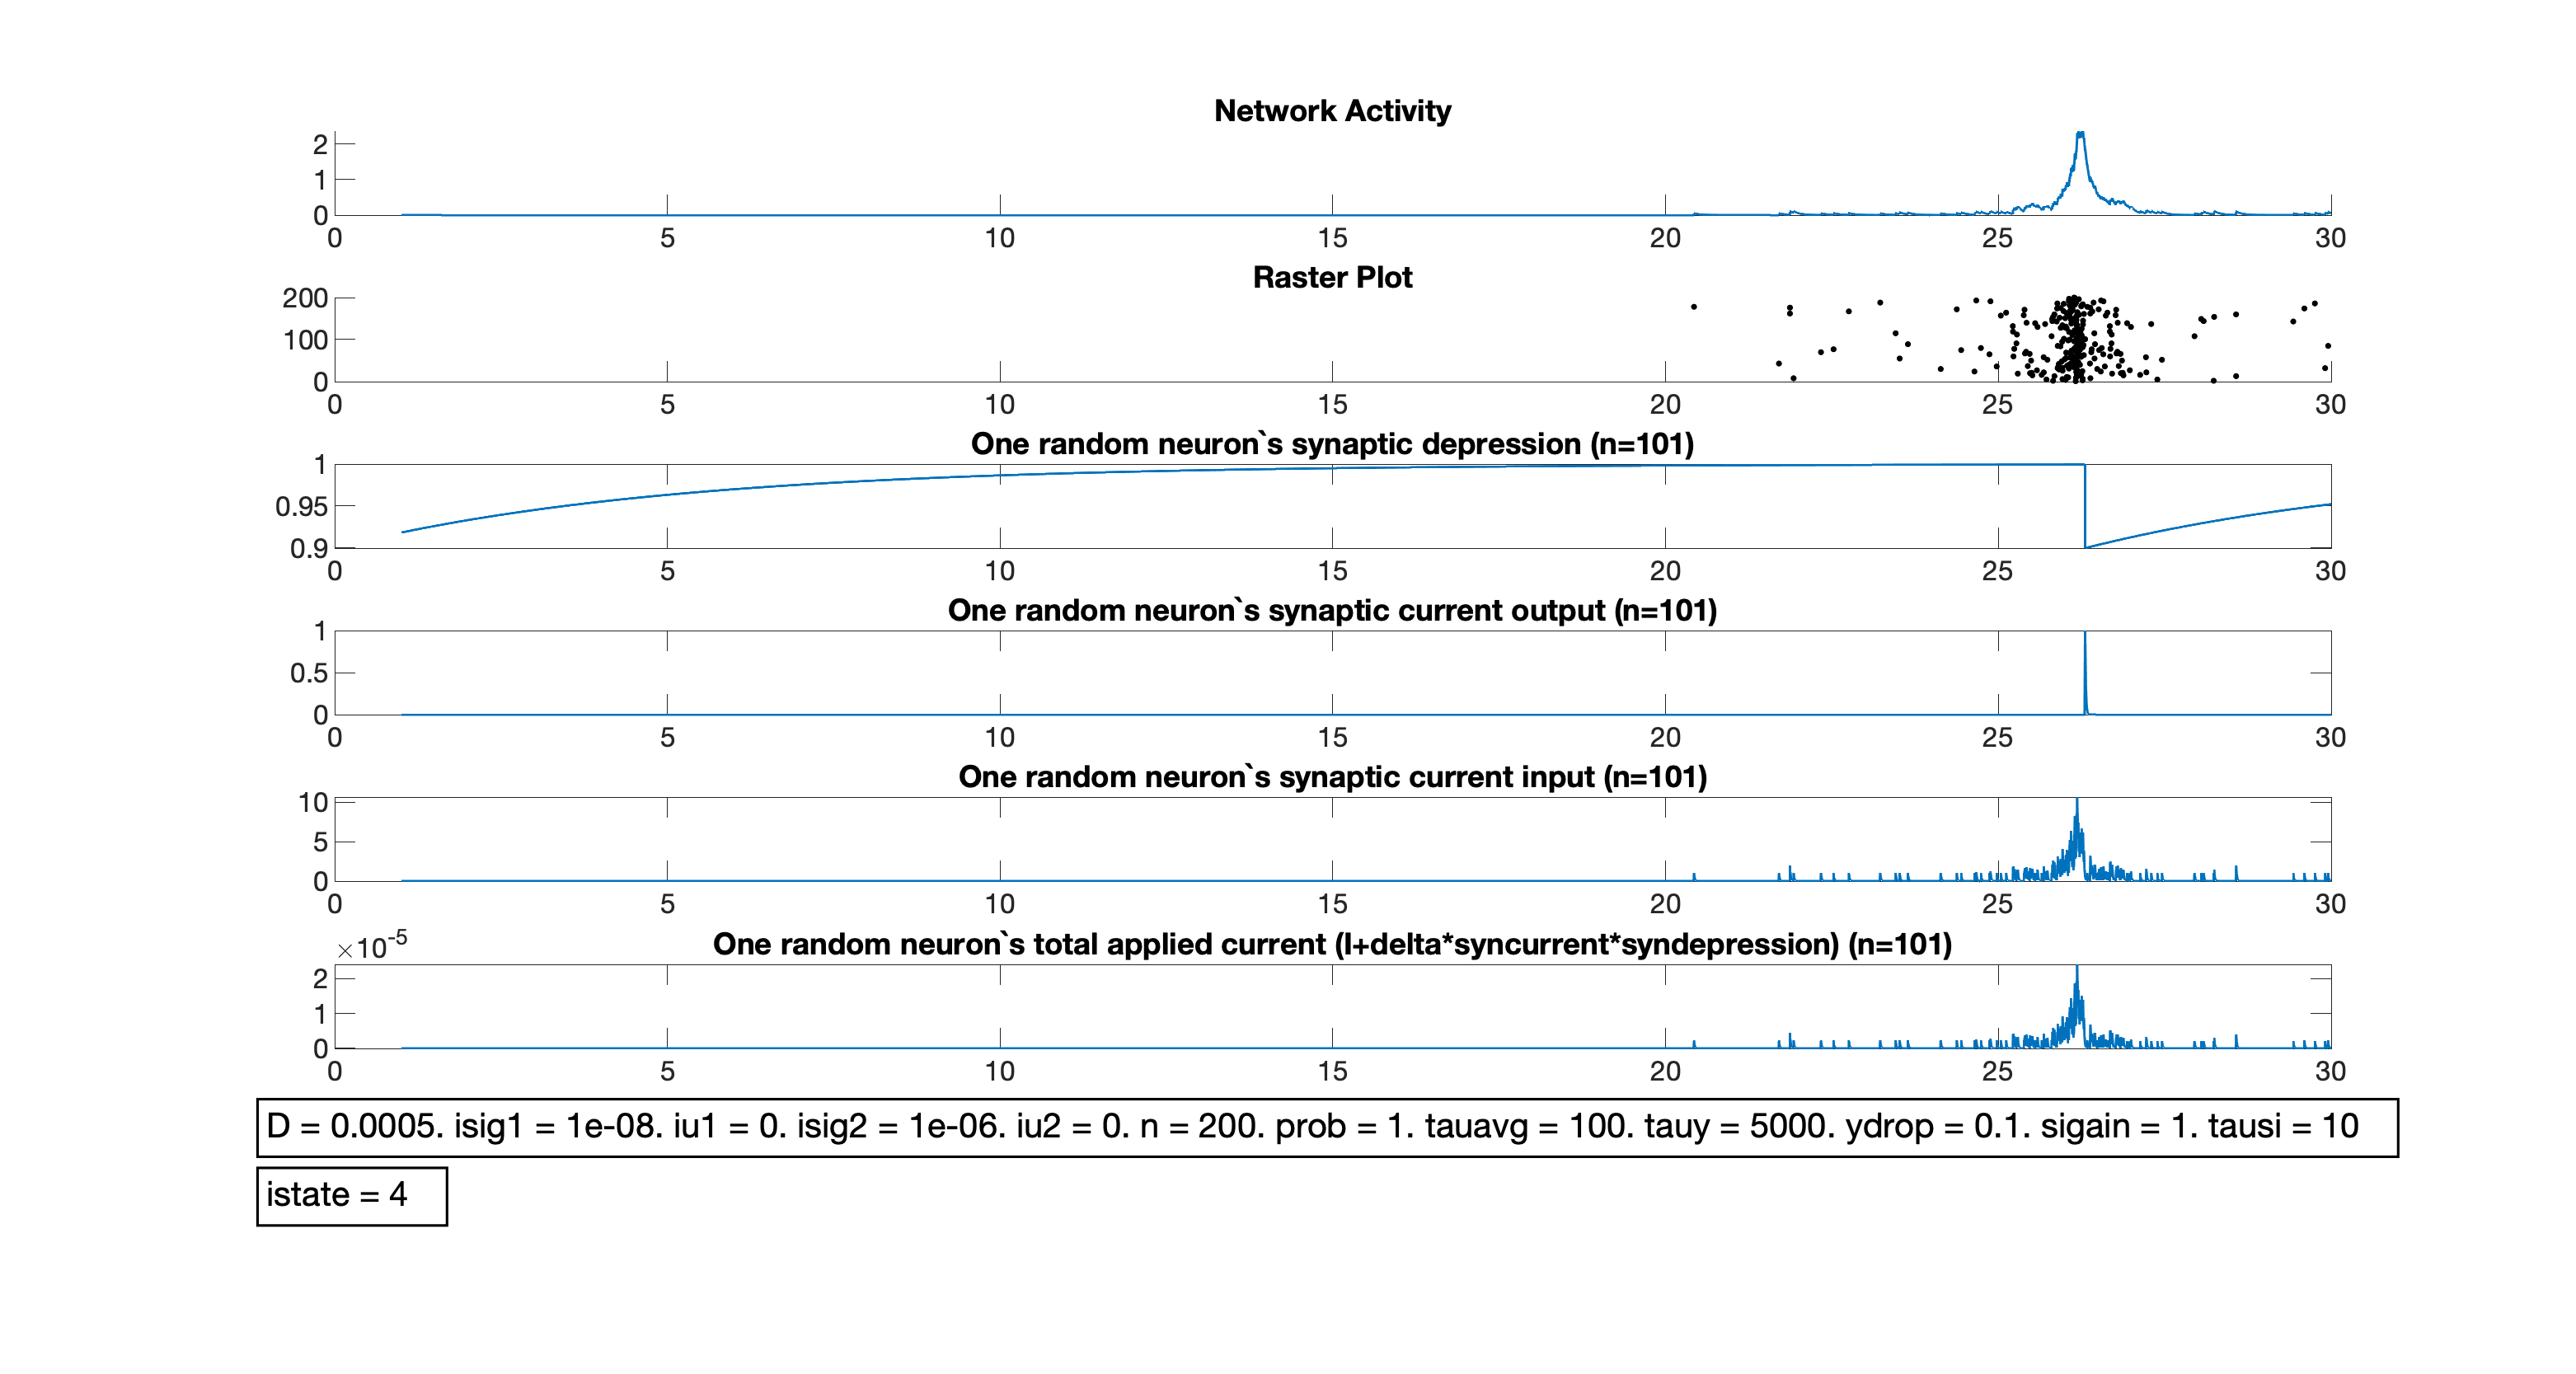 Network Activity
2
1
0
0 5 10 15 20 25 30
Raster Plot
200
100
0
0 5 10 15 20 25 30
One random neuron`s synaptic depression (n=101)
1
0.95
0.9
0 5 10 15 20 25 30
One random neuron`s synaptic current output (n=101)
1
0.5
0
0 5 10 15 20 25 30
One random neuron`s synaptic current input (n=101)
10
5
0
0 5 10 15 20 25 30
×10-5
One random neuron`s total applied current (I+delta*syncurrent*syndepression) (n=101)
2
1
0
0 5 10 15 20 25 30
D = 0.0005. isig1 = 1e-08. iu1 = 0. isig2 = 1e-06. iu2 = 0. n = 200. prob = 1. tauavg = 100. tauy = 5000. ydrop = 0.1. sigain = 1. tausi = 10
istate = 4